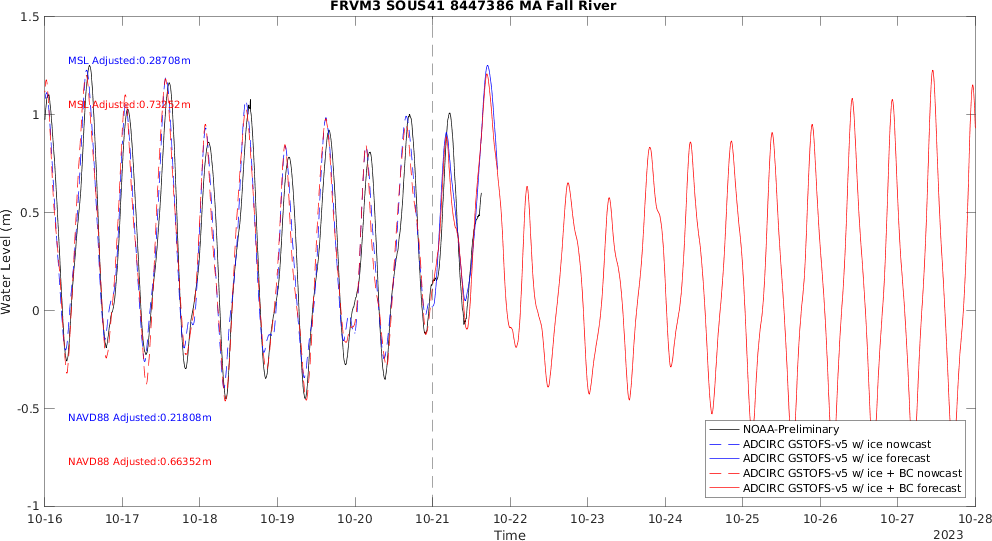 FRVM3 SOUS41 8447386 MA Fall River
1.5
1
0.5
0
-0.5
-1
Water Level (m)
MSL Adjusted:0.28708m
MSL Adjusted:0.73252m
NAVD88 Adjusted:0.21808m
NAVD88 Adjusted:0.66352m
NOAA-Preliminary
ADCIRC GSTOFS-v5 w/ ice nowcast
ADCIRC GSTOFS-v5 w/ ice forecast
ADCIRC GSTOFS-v5 w/ ice + BC nowcast
ADCIRC GSTOFS-v5 w/ ice + BC forecast
10-16 10-17 10-18 10-19 10-20 10-21 10-22 10-23 10-24 10-25 10-26 10-27 10-28
Time
2023